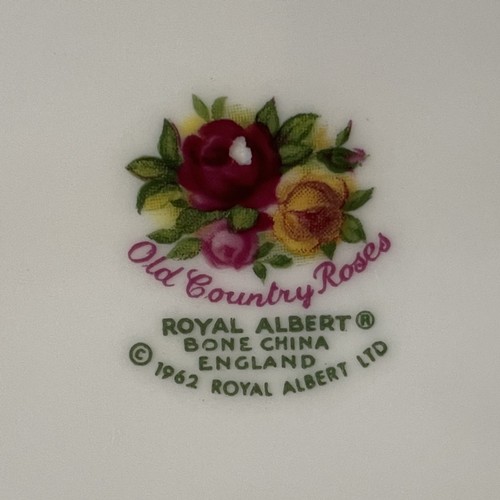 Old Country Roses
ROYAL ALBERT®
BONE CHINA
ENGLAND
© 1962 ROYAL ALBERT LTD